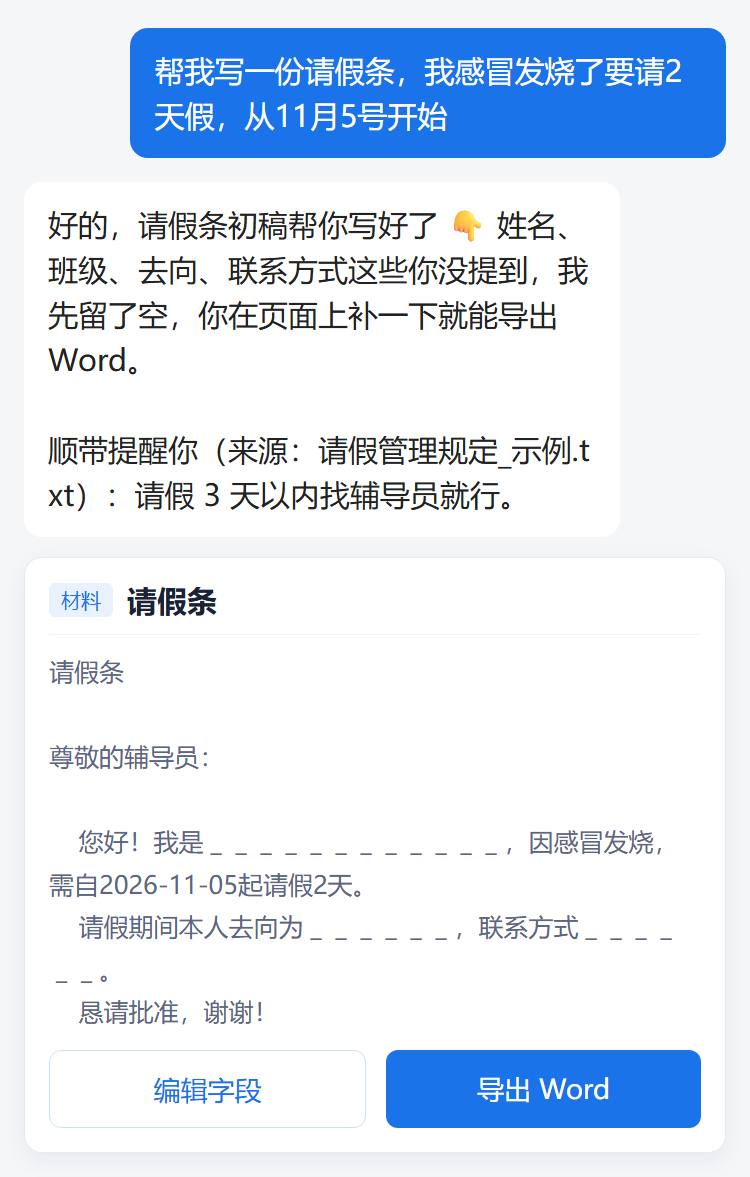 帮我写一份请假条，我感冒发烧了要请2
天假，从11月5号开始
好的，请假条初稿帮你写好了 👇 姓名、
班级、去向、联系方式这些你没提到，我
先留了空，你在页面上补一下就能导出
Word。
顺带提醒你（来源：请假管理规定_示例.t
xt）：请假 3 天以内找辅导员就行。
材料 请假条
请假条
尊敬的辅导员：
您好！我是＿＿＿＿＿＿＿＿＿＿＿＿，因感冒发烧，
需自2026-11-05起请假2天。
请假期间本人去向为＿＿＿＿＿＿，联系方式＿＿＿＿
＿＿。
恳请批准，谢谢！
编辑字段 导出 Word